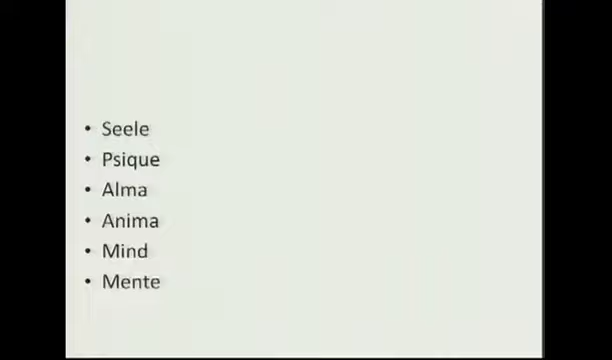 • Seele
• Psique
• Alma
• Anima
• Mind
• Mente